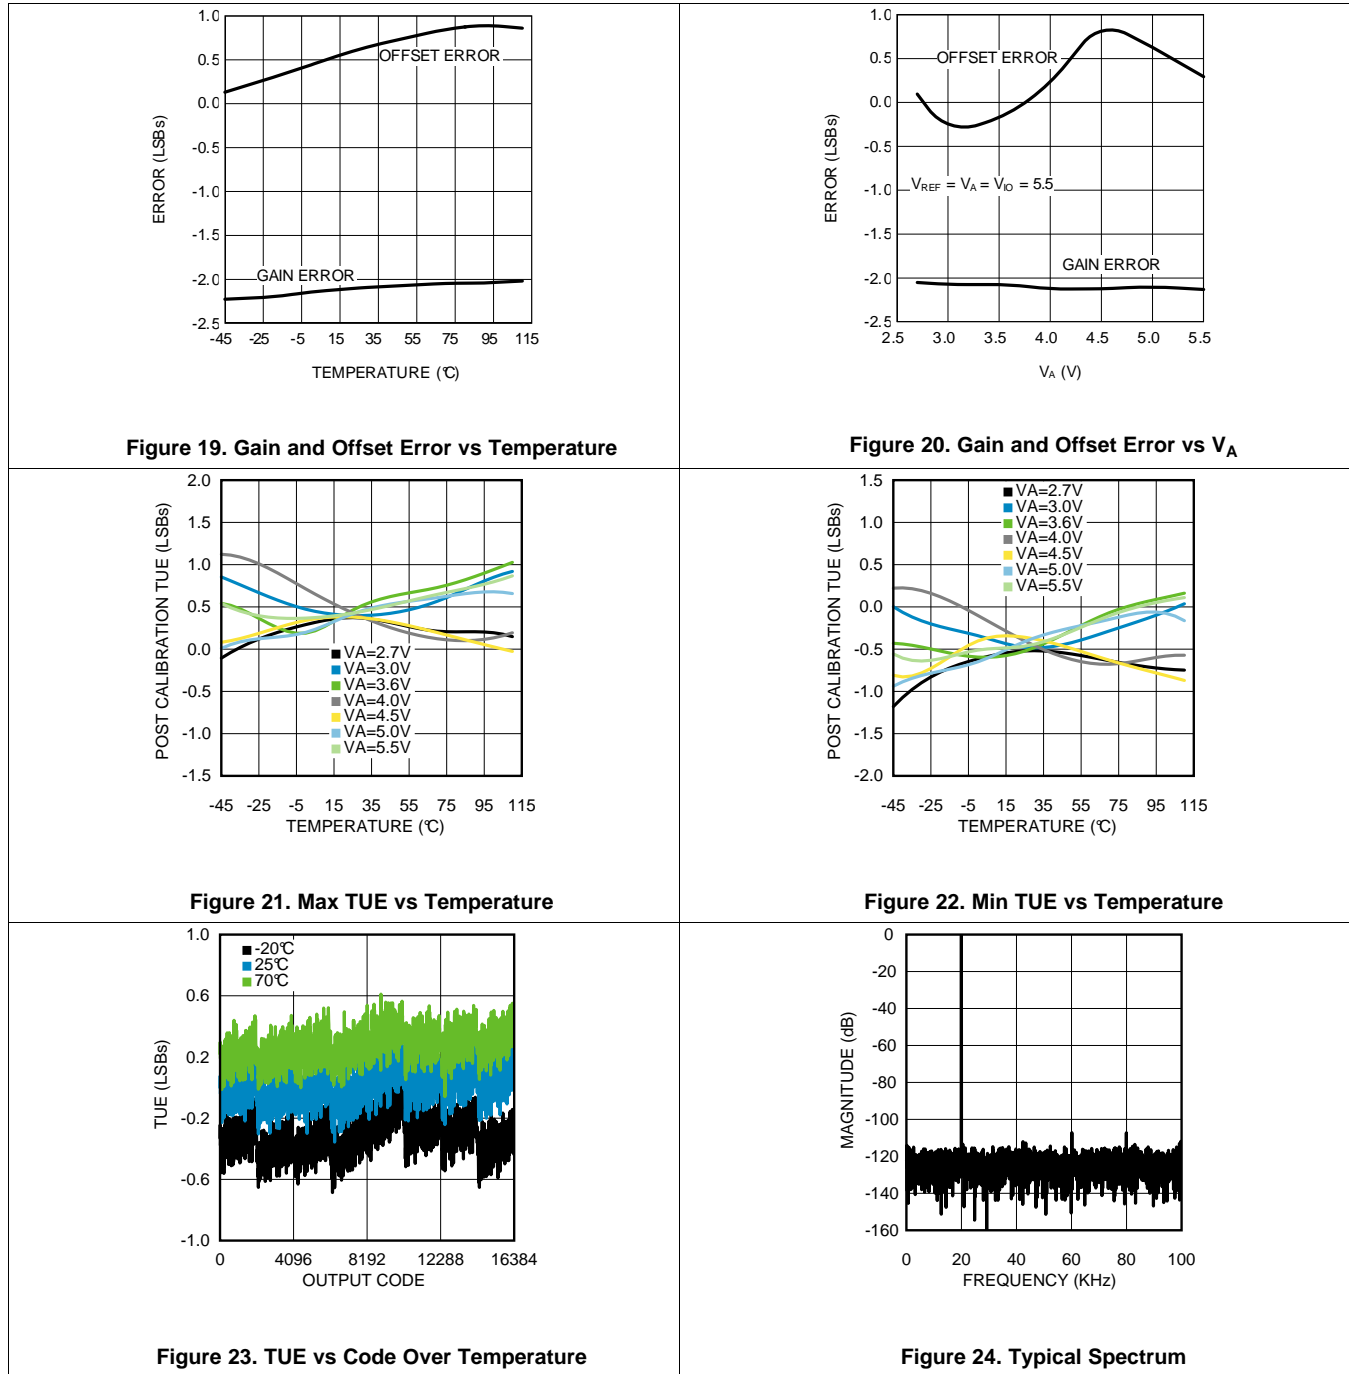 1.0
0.5
0.0
-0.5
-1.0
-1.5
-2.0
-2.5
ERROR (LSBs)
OFFSET ERROR
GAIN ERROR
-45 -25 -5 15 35 55 75 95 115
TEMPERATURE (°C)
Figure 19. Gain and Offset Error vs Temperature
1.0
0.5
0.0
-0.5
-1.0
-1.5
-2.0
-2.5
ERROR (LSBs)
OFFSET ERROR
VREF = VA = VIO = 5.5
GAIN ERROR
2.5 3.0 3.5 4.0 4.5 5.0 5.5
VA (V)
Figure 20. Gain and Offset Error vs VA
2.0
1.5
1.0
0.5
0.0
-0.5
-1.0
-1.5
POST CALIBRATION TUE (LSBs)
VA=2.7V
VA=3.0V
VA=3.6V
VA=4.0V
VA=4.5V
VA=5.0V
VA=5.5V
-45 -25 -5 15 35 55 75 95 115
TEMPERATURE (°C)
Figure 21. Max TUE vs Temperature
1.5
1.0
0.5
0.0
-0.5
-1.0
-1.5
-2.0
POST CALIBRATION TUE (LSBs)
VA=2.7V
VA=3.0V
VA=3.6V
VA=4.0V
VA=4.5V
VA=5.0V
VA=5.5V
-45 -25 -5 15 35 55 75 95 115
TEMPERATURE (°C)
Figure 22. Min TUE vs Temperature
1.0
0.6
0.2
-0.2
-0.6
-1.0
TUE (LSBs)
-20°C
25°C
70°C
0 4096 8192 12288 16384
OUTPUT CODE
Figure 23. TUE vs Code Over Temperature
0
-20
-40
-60
-80
-100
-120
-140
-160
MAGNITUDE (dB)
0 20 40 60 80 100
FREQUENCY (KHz)
Figure 24. Typical Spectrum